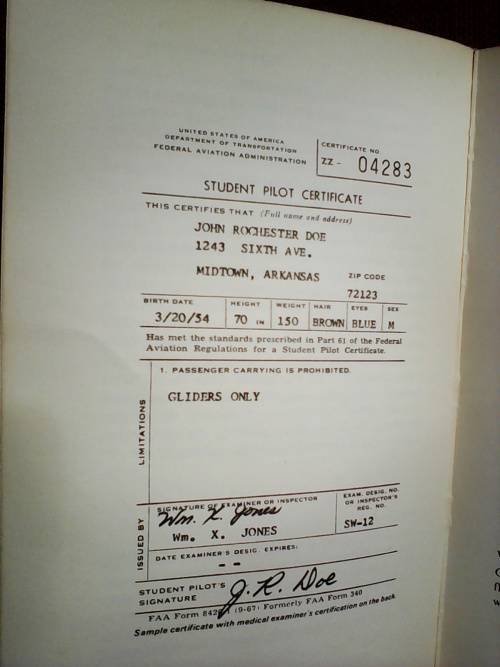 UNITED STATES OF AMERICA
DEPARTMENT OF TRANSPORTATION
FEDERAL AVIATION ADMINISTRATION
CERTIFICATE NO.
ZZ - 04283
STUDENT PILOT CERTIFICATE
THIS CERTIFIES THAT (Full name and address)
JOHN ROCHESTER DOE
1243 SIXTH AVE.
MIDTOWN, ARKANSAS
ZIP CODE
72123
BIRTH DATE HEIGHT WEIGHT HAIR EYES SEX
3/20/54 70 IN 150 BROWN BLUE M
Has met the standards prescribed in Part 61 of the Federal
Aviation Regulations for a Student Pilot Certificate.
LIMITATIONS
1. PASSENGER CARRYING IS PROHIBITED.
GLIDERS ONLY
ISSUED BY
SIGNATURE OF EXAMINER OR INSPECTOR
Wm. X. Jones
Wm. X. JONES
EXAM. DESIG. NO.
OR INSPECTOR'S
REG. NO.
SW-12
DATE EXAMINER'S DESIG. EXPIRES:
- -
STUDENT PILOT'S
SIGNATURE
J. R. Doe
FAA Form (9-67) Formerly FAA Form 340
Sample certificate with medical examiner's certification on the back.